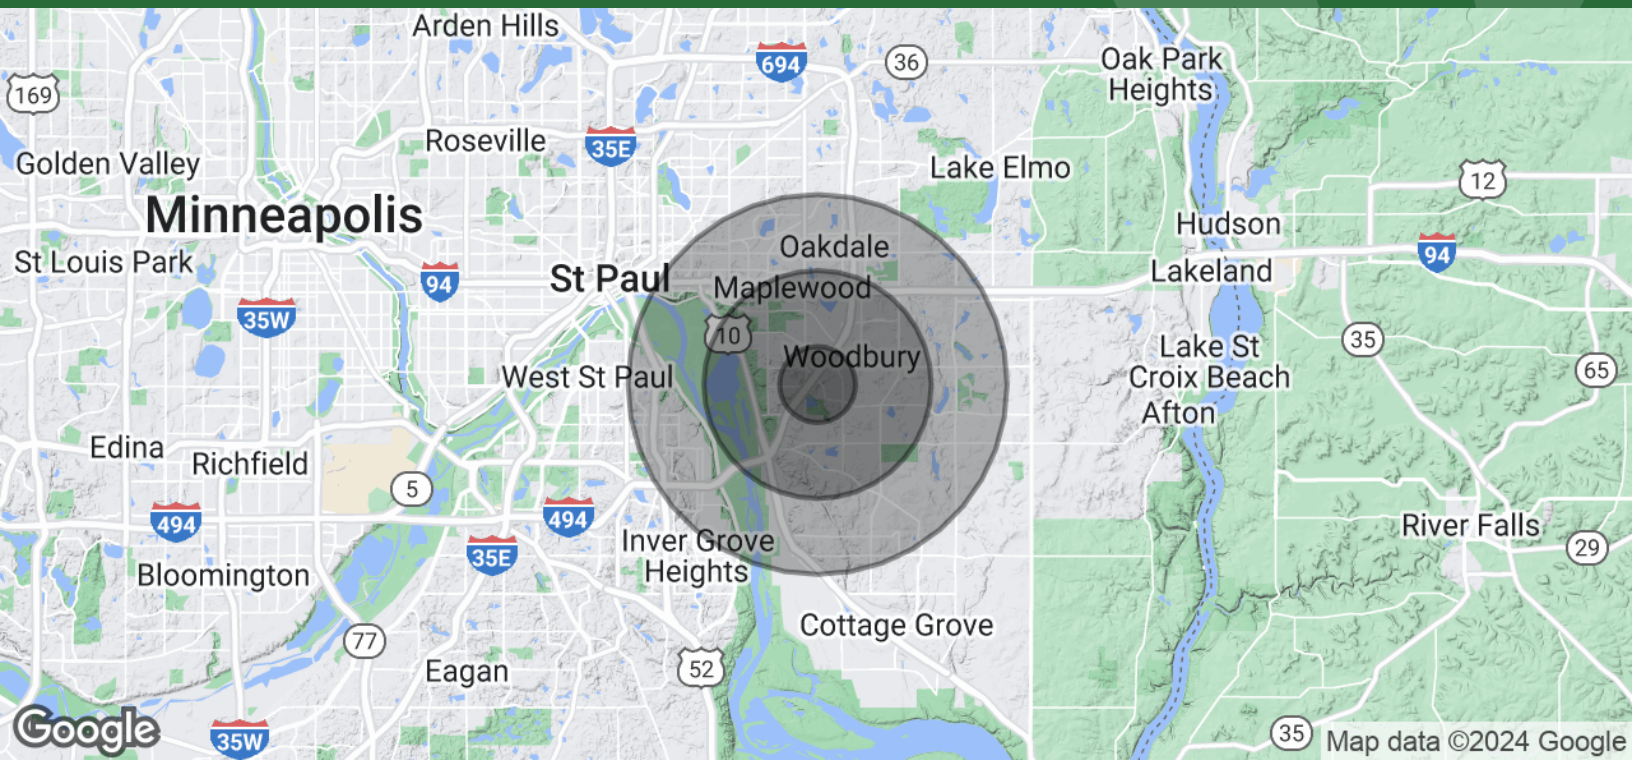 Arden Hills
694
36
Oak Park
Heights
169
Roseville
35E
Golden Valley
Lake Elmo
12
Minneapolis
Hudson
Oakdale
94
St Louis Park
94
St Paul
Maplewood
Lakeland
35W
10
35
Lake St
Croix Beach
Woodbury
65
West St Paul
Afton
Edina
Richfield
5
494
494
River Falls
35E
Inver Grove
Heights
29
Bloomington
Cottage Grove
77
Eagan
52
Google
35W
35
Map data ©2024 Google